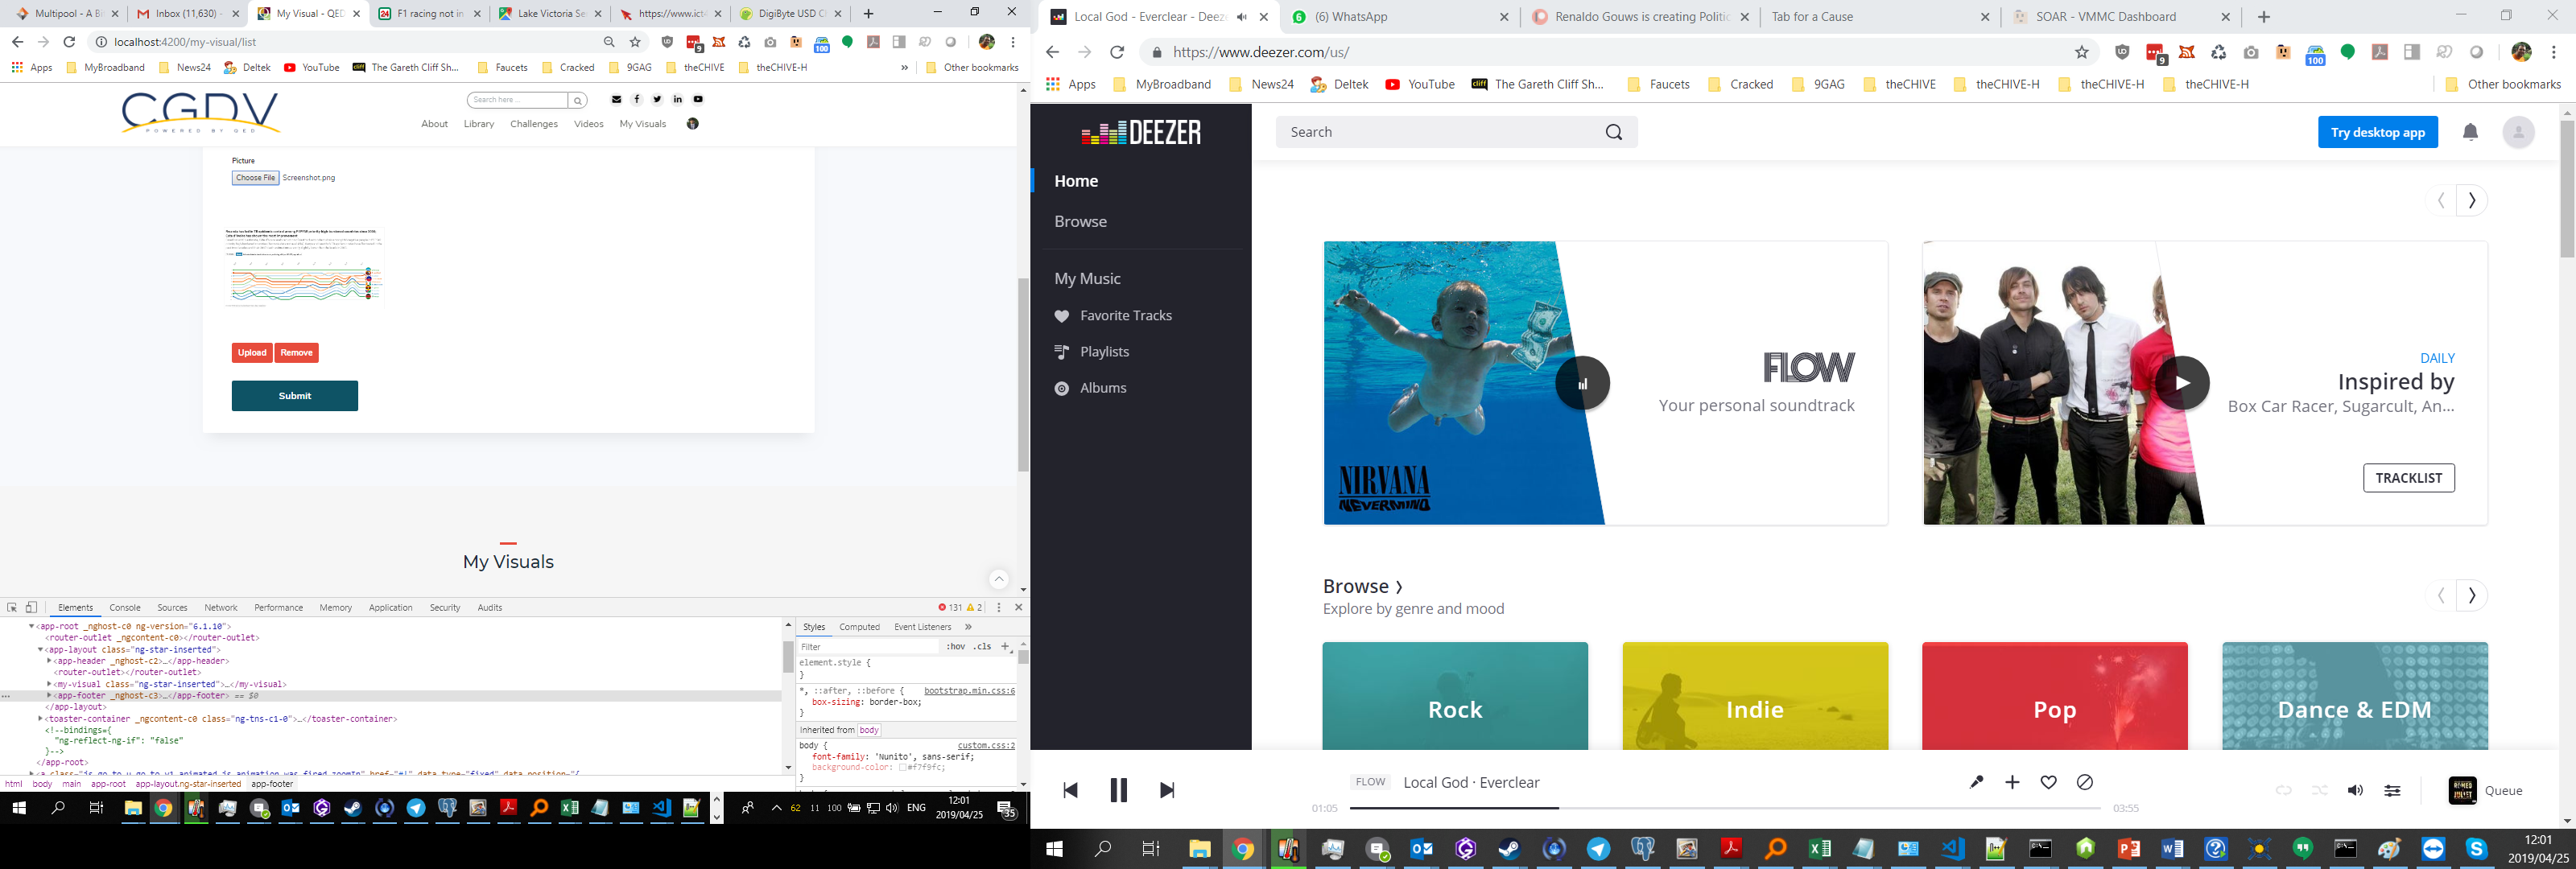 Multipool - A Bi
Inbox (11,630) -
My Visual - QED
F1 racing not in
Lake Victoria Se
https://www.ict4
DigiByte USD C
localhost:4200/my-visual/list
Apps
MyBroadband
News24
Deltek
YouTube
The Gareth Cliff Sh...
Faucets
Cracked
9GAG
theCHIVE
theCHIVE-H
»
Other bookmarks
CGDV
POWERED BY QED
Search here ...
About
Library
Challenges
Videos
My Visuals
Picture
Choose File Screenshot.png
Upload
Remove
Submit
My Visuals
Elements
Console
Sources
Network
Performance
Memory
Application
Security
Audits
131
2
<app-root _nghost-c0 ng-version="6.1.10">
<router-outlet _ngcontent-c0></router-outlet>
<app-layout class="ng-star-inserted">
<app-header _nghost-c2>…</app-header>
<router-outlet></router-outlet>
<my-visual class="ng-star-inserted">…</my-visual>
<app-footer _nghost-c3>…</app-footer> == $0
</app-layout>
<toaster-container _ngcontent-c0 class="ng-tns-c1-0">…</toaster-container>
<!--bindings={
"ng-reflect-ng-if": "false"
}-->
</app-root>
html
body
main
app-root
app-layout.ng-star-inserted
app-footer
Styles
Computed
Event Listeners
»
Filter
:hov
.cls
element.style {
}
*, ::after, ::before {
bootstrap.min.css:6
box-sizing: border-box;
}
Inherited from body
body {
custom.css:2
font-family: 'Nunito', sans-serif;
background-color: #f7f9fc;
}
62
11
100
ENG
12:01
2019/04/25
35
Local God - Everclear - Deez
(6) WhatsApp
Renaldo Gouws is creating Politic
Tab for a Cause
SOAR - VMMC Dashboard
https://www.deezer.com/us/
9
100
Apps
MyBroadband
News24
Deltek
YouTube
The Gareth Cliff Sh...
Faucets
Cracked
9GAG
theCHIVE
theCHIVE-H
theCHIVE-H
theCHIVE-H
Other bookmarks
DEEZER
Search
Try desktop app
Home
Browse
My Music
Favorite Tracks
Playlists
Albums
NIRVANA
NEVERMIND
FLOW
Your personal soundtrack
DAILY
Inspired by
Box Car Racer, Sugarcult, An...
TRACKLIST
Browse
Explore by genre and mood
Rock
Indie
Pop
Dance & EDM
FLOW
Local God · Everclear
01:05
03:55
Queue
12:01
2019/04/25